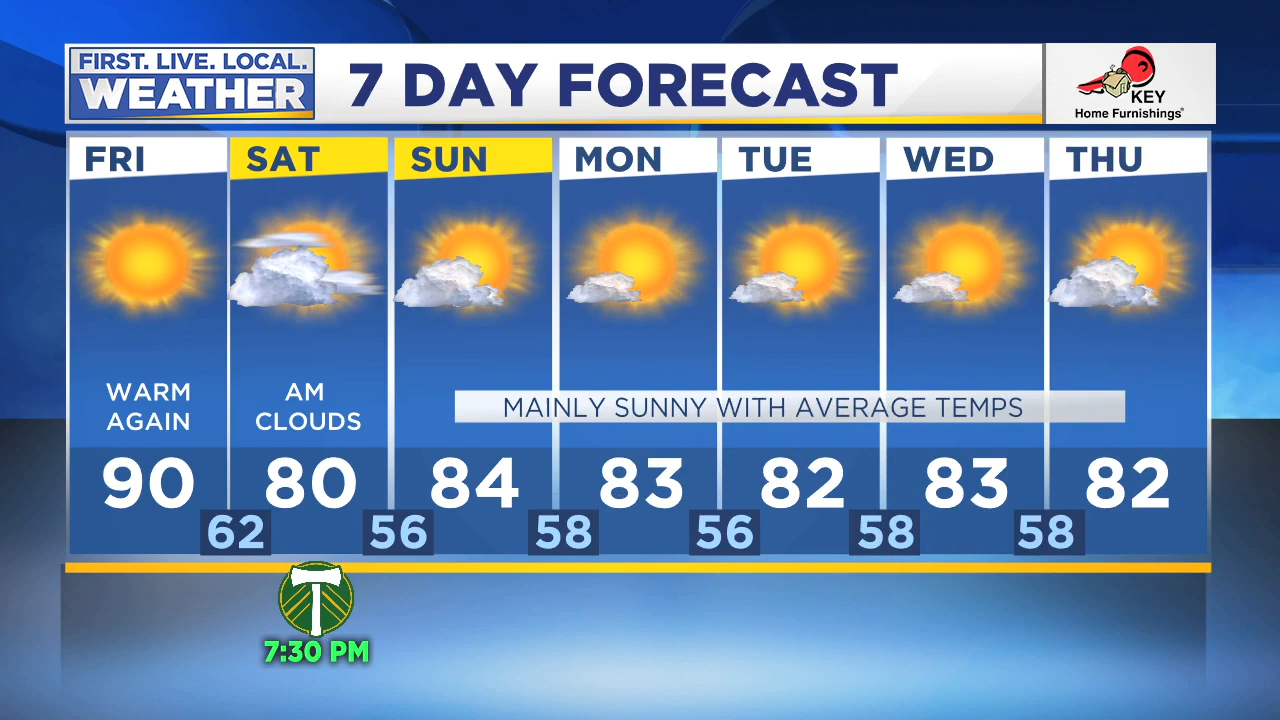 FIRST. LIVE. LOCAL.
WEATHER
7 DAY FORECAST
KEY
Home Furnishings®
FRI
SAT
SUN
MON
TUE
WED
THU
WARM
AGAIN
AM
CLOUDS
MAINLY SUNNY WITH AVERAGE TEMPS
90
80
84
83
82
83
82
62
56
58
56
58
58
7:30 PM